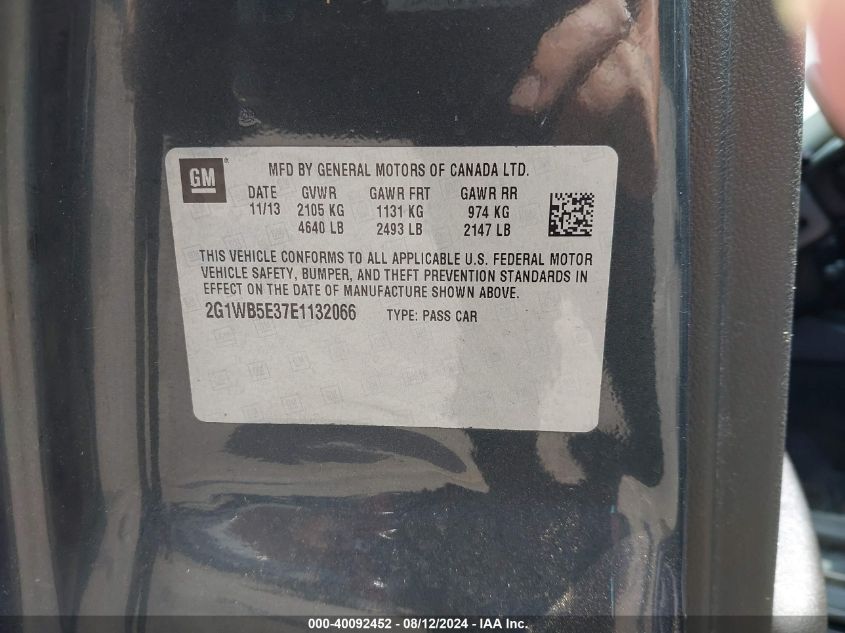 GM
MFD BY GENERAL MOTORS OF CANADA LTD.
DATE GVWR GAWR FRT GAWR RR
11/13 2105 KG 1131 KG 974 KG
4640 LB 2493 LB 2147 LB
THIS VEHICLE CONFORMS TO ALL APPLICABLE U.S. FEDERAL MOTOR
VEHICLE SAFETY, BUMPER, AND THEFT PREVENTION STANDARDS IN
EFFECT ON THE DATE OF MANUFACTURE SHOWN ABOVE.
2G1WB5E37E1132066 TYPE: PASS CAR
000-40092452 - 08/12/2024 - IAA Inc.